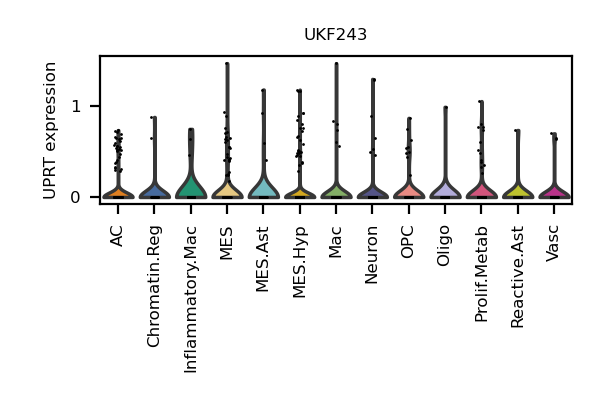 UKF243
UPRT expression
1
0
AC
Chromatin.Reg
Inflammatory.Mac
MES
MES.Ast
MES.Hyp
Mac
Neuron
OPC
Oligo
Prolif.Metab
Reactive.Ast
Vasc